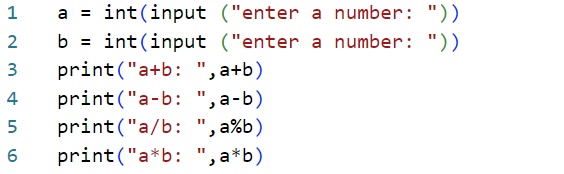 1 a = int(input ("enter a number: "))
2 b = int(input ("enter a number: "))
3 print("a+b: ",a+b)
4 print("a-b: ",a-b)
5 print("a/b: ",a%b)
6 print("a*b: ",a*b)